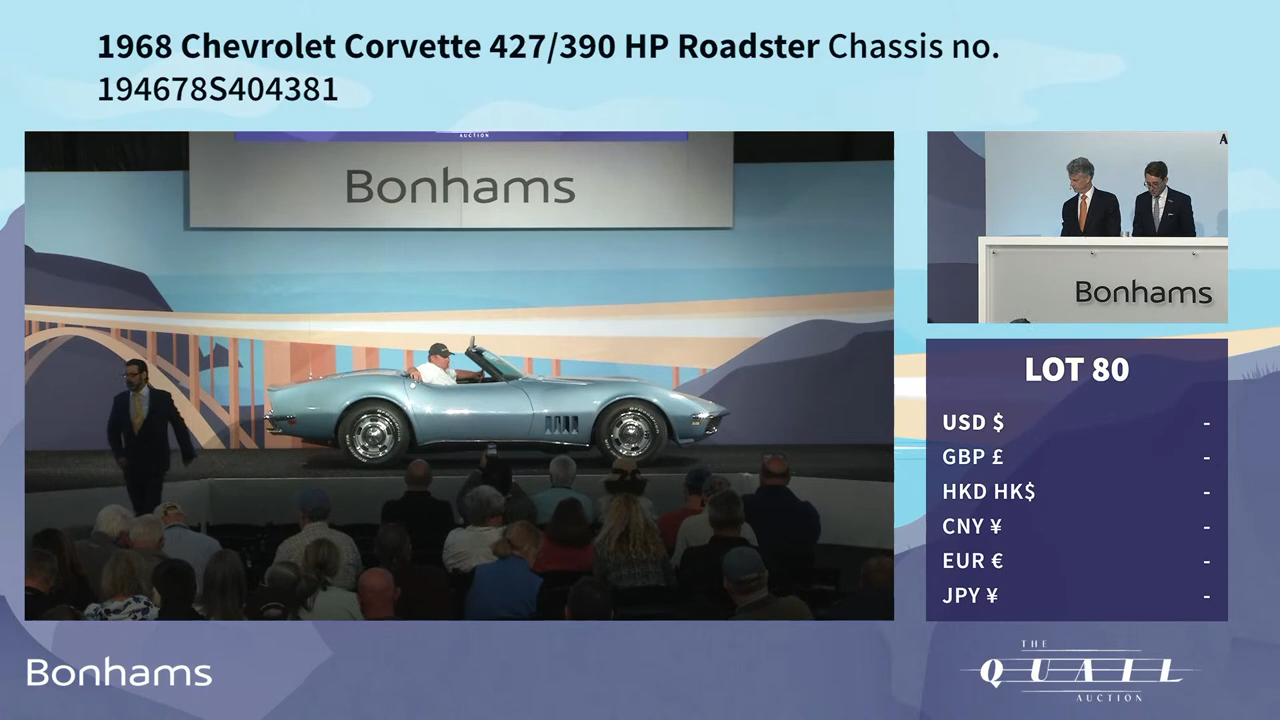 1968 Chevrolet Corvette 427/390 HP Roadster Chassis no.
194678S404381
AUCTION
Bonhams
A
Bonhams
LOT 80
USD $ -
GBP £ -
HKD HK$ -
CNY ¥ -
EUR € -
JPY ¥ -
Bonhams
THE
QUAIL
AUCTION